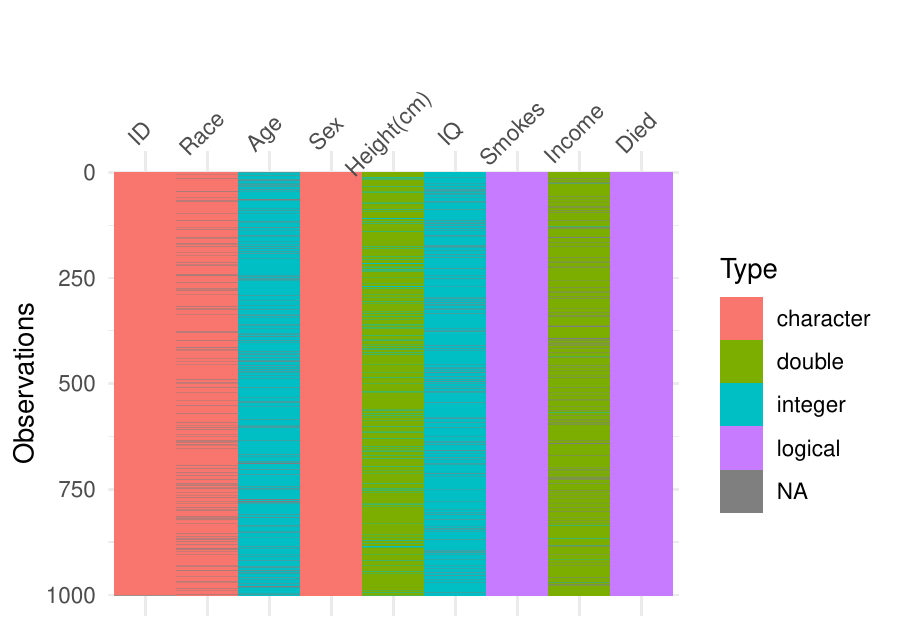 ID
Race
Age
Sex
Height(cm)
IQ
Smokes
Income
Died
0
250
500
750
1000
Observations
Type
character
double
integer
logical
NA